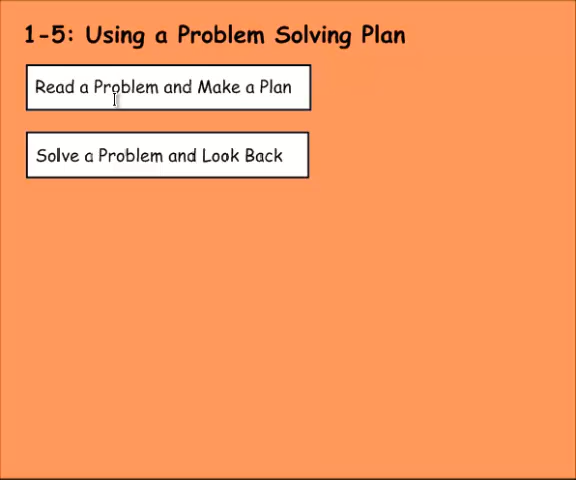 1-5: Using a Problem Solving Plan
Read a Problem and Make a Plan
Solve a Problem and Look Back